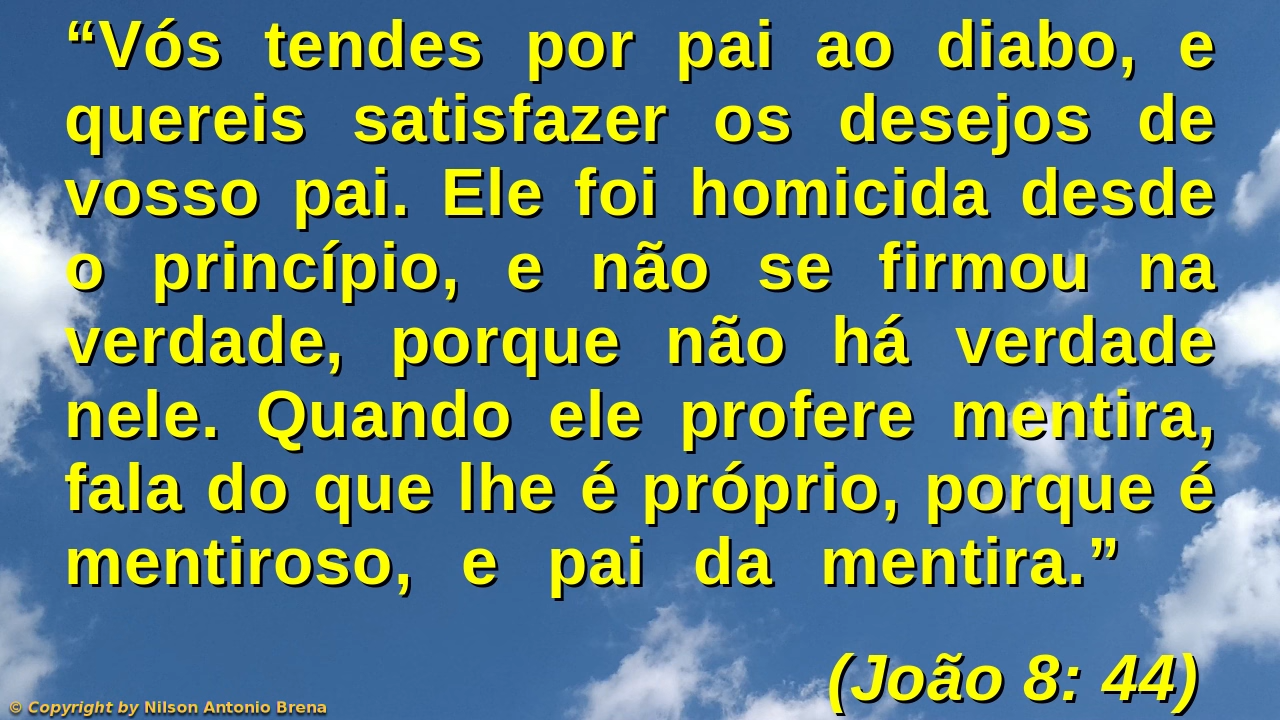 “Vós tendes por pai ao diabo, e
quereis satisfazer os desejos de
vosso pai. Ele foi homicida desde
o princípio, e não se firmou na
verdade, porque não há verdade
nele. Quando ele profere mentira,
fala do que lhe é próprio, porque é
mentiroso, e pai da mentira.”
(João 8: 44)
© Copyright by Nilson Antonio Brena